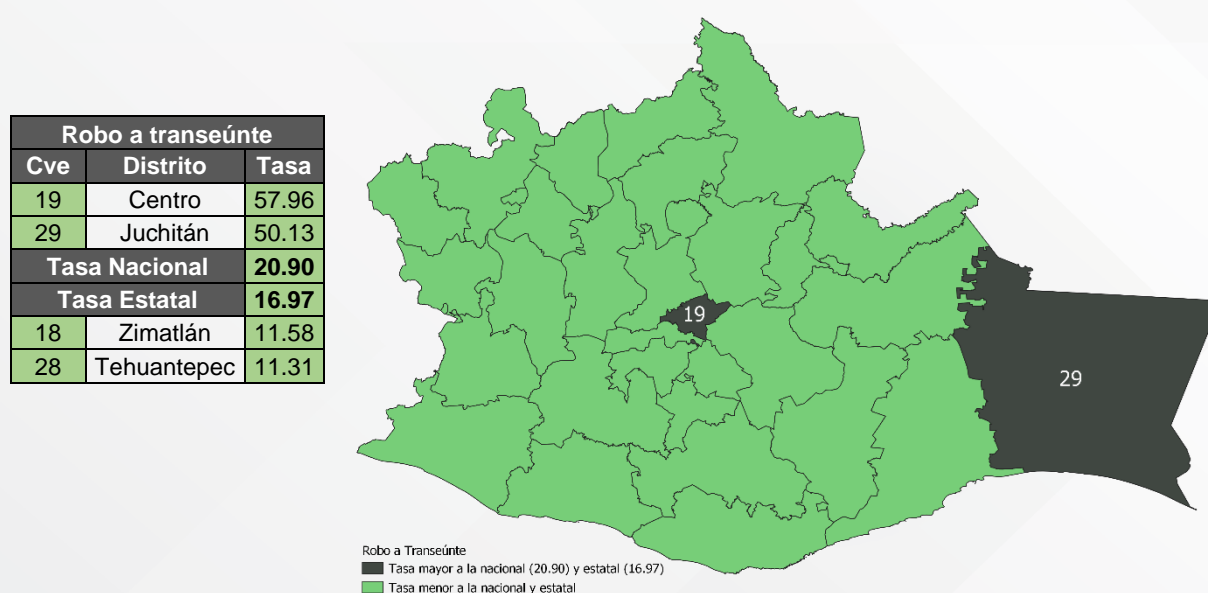 Robo a transeúnte
Cve Distrito Tasa
19 Centro 57.96
29 Juchitán 50.13
Tasa Nacional 20.90
Tasa Estatal 16.97
18 Zimatlán 11.58
28 Tehuantepec 11.31
19
29
Robo a Transeúnte
Tasa mayor a la nacional (20.90) y estatal (16.97)
Tasa menor a la nacional y estatal